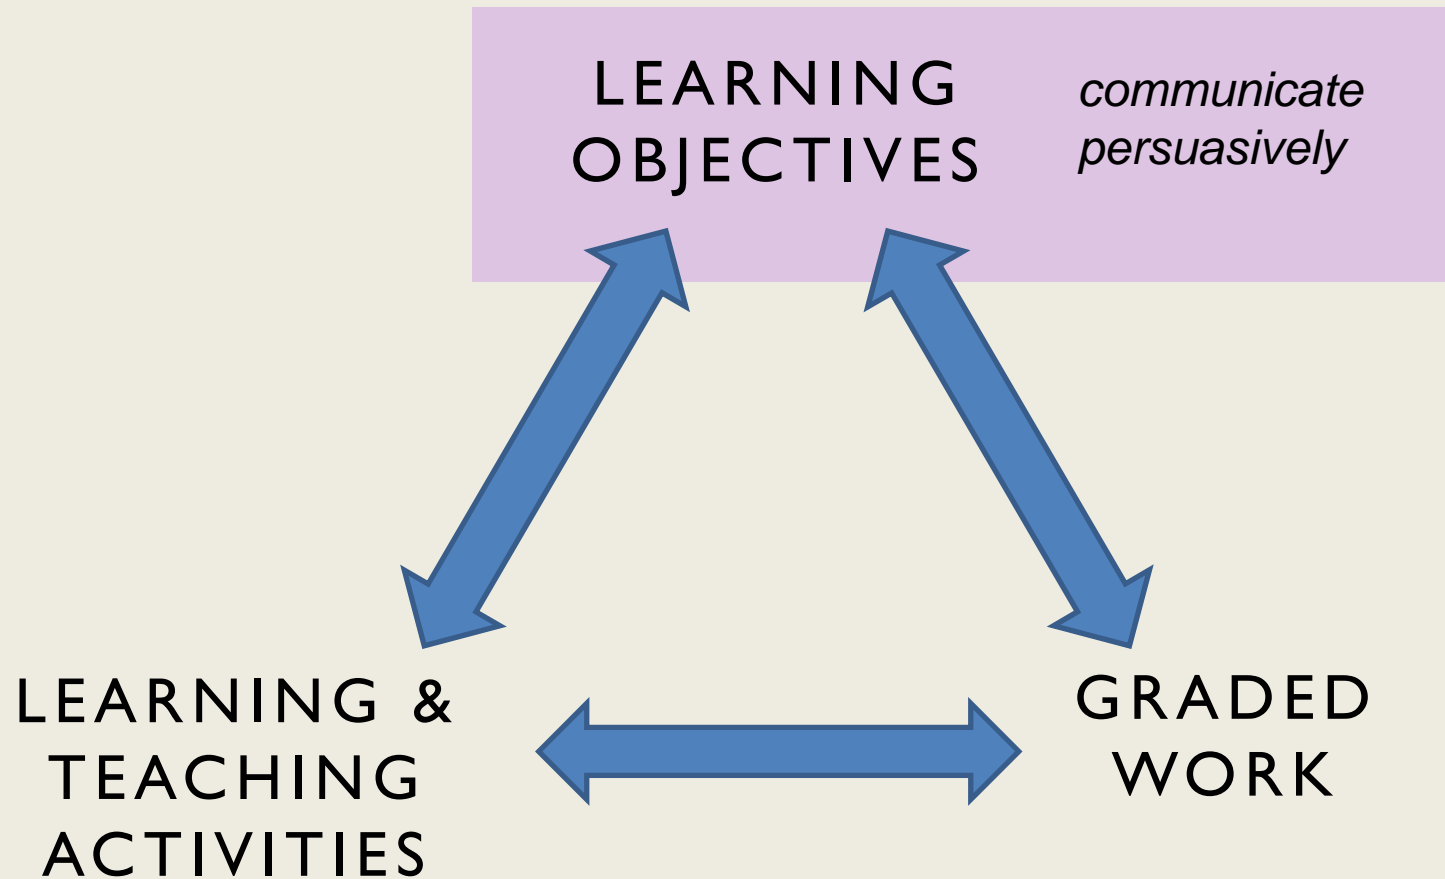 LEARNING
OBJECTIVES
communicate
persuasively
LEARNING &
TEACHING
ACTIVITIES
GRADED
WORK